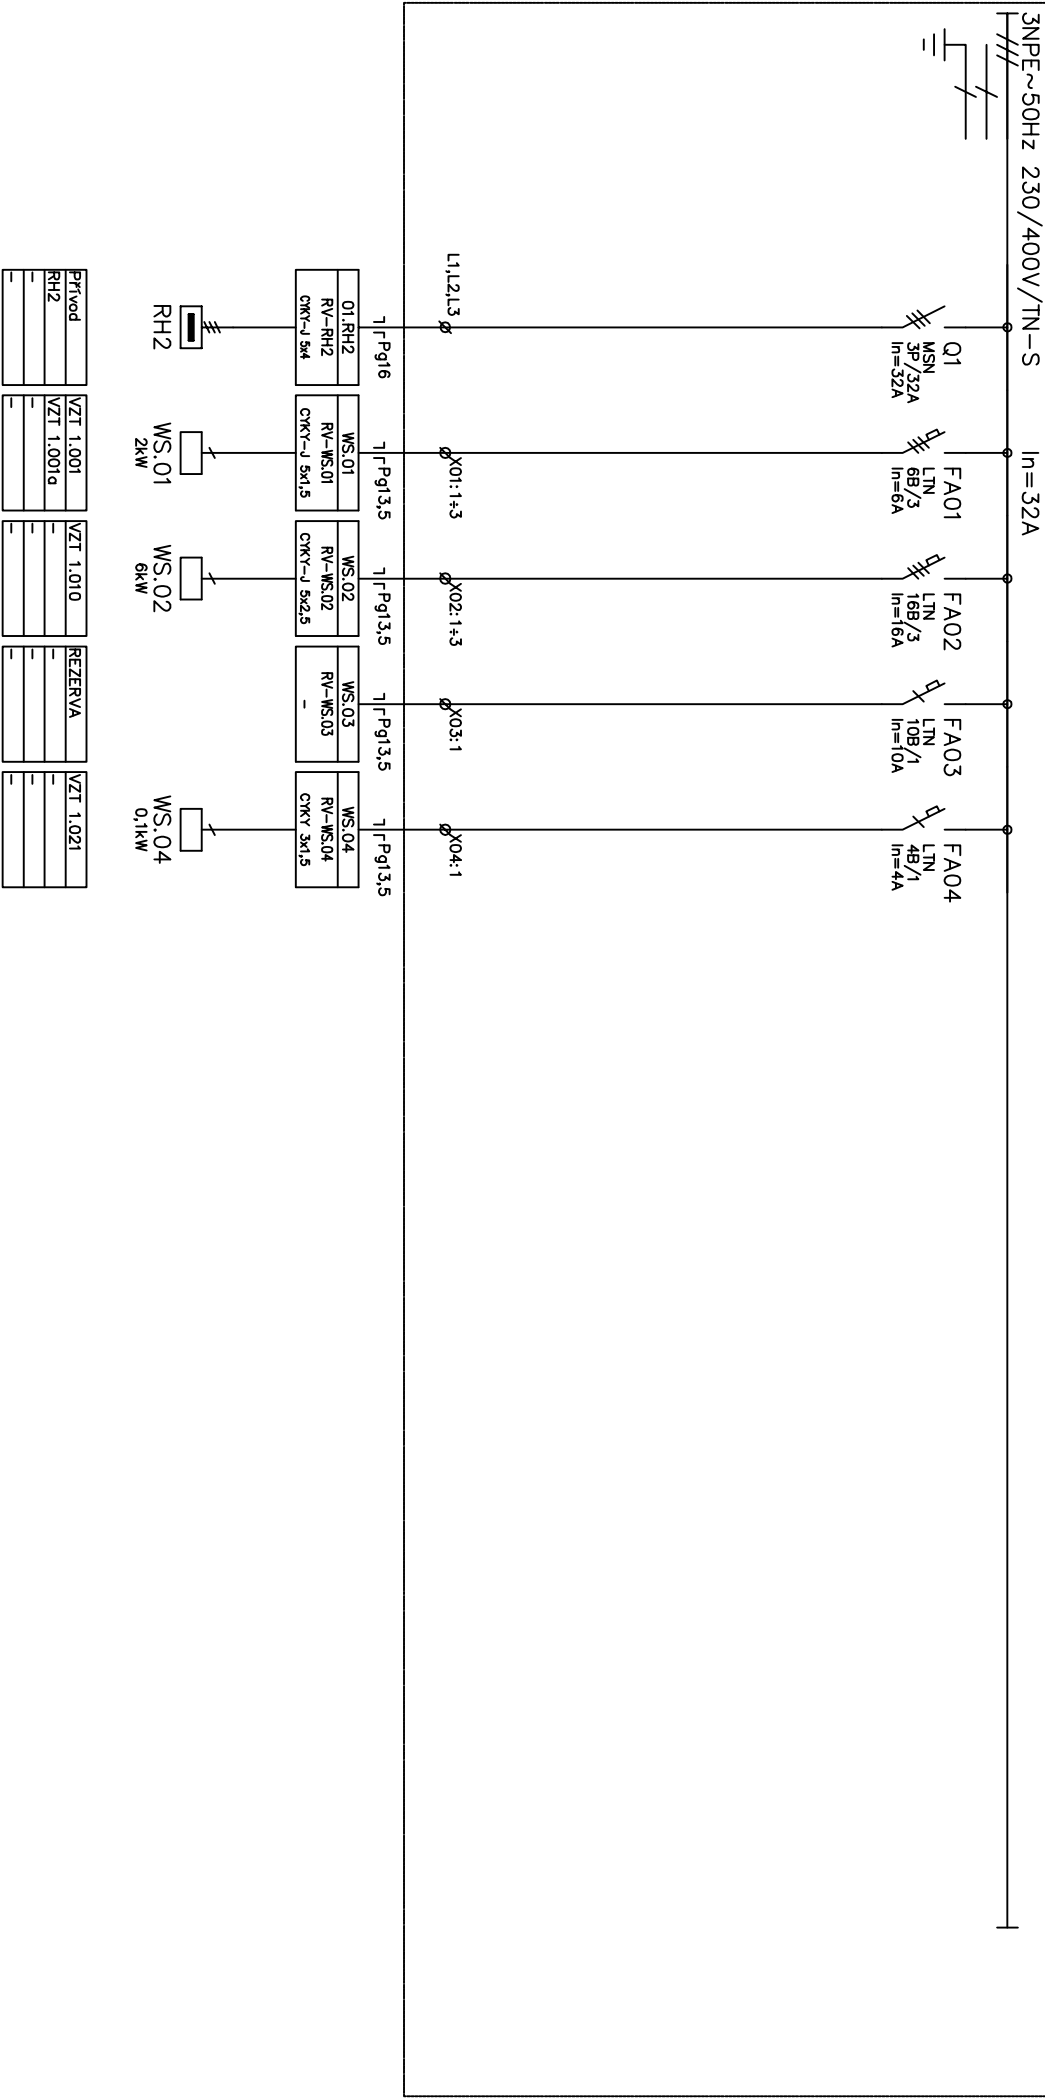 3NPE~50Hz 230/400V/TN-S In=32A
Q1
MSN
3P/32A
In=32A
FA01
LTN
6B/3
In=6A
FA02
LTN
16B/3
In=16A
FA03
LTN
10B/1
In=10A
FA04
LTN
4B/1
In=4A
L1,L2,L3
X01:1÷3
X02:1÷3
X03:1
X04:1
Pg16
Pg13,5
Pg13,5
Pg13,5
Pg13,5
01.RH2
RV-RH2
CYKY-J 5x4
WS.01
RV-WS.01
CYKY-J 5x1,5
WS.02
RV-WS.02
CYKY-J 5x2,5
WS.03
RV-WS.03
-
WS.04
RV-WS.04
CYKY 3x1,5
RH2
WS.01
2kW
WS.02
6kW
WS.04
0,1kW
Přívod
RH2
-
-
VZT 1.001
VZT 1.001a
-
-
VZT 1.010
-
-
-
REZERVA
-
-
-
VZT 1.021
-
-
-